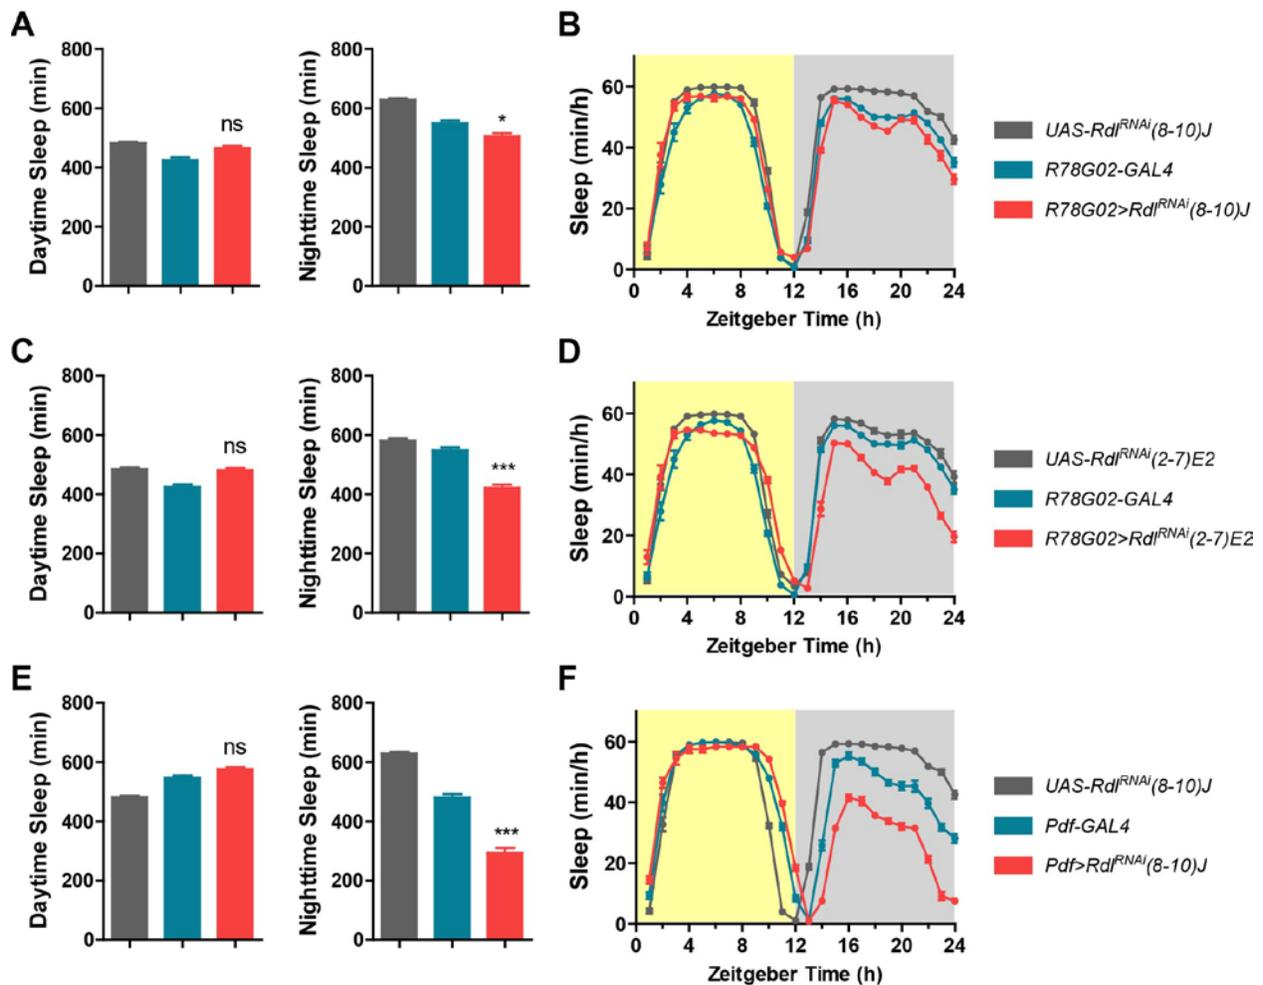 A
Daytime Sleep (min)
800
600
400
200
0
ns
Nighttime Sleep (min)
800
600
400
200
0
*
B
Sleep (min/h)
60
40
20
0
0 4 8 12 16 20 24
Zeitgeber Time (h)
UAS-Rdl^RNAi(8-10)J
R78G02-GAL4
R78G02>Rdl^RNAi(8-10)J
C
Daytime Sleep (min)
800
600
400
200
0
ns
Nighttime Sleep (min)
800
600
400
200
0
***
D
Sleep (min/h)
60
40
20
0
0 4 8 12 16 20 24
Zeitgeber Time (h)
UAS-Rdl^RNAi(2-7)E2
R78G02-GAL4
R78G02>Rdl^RNAi(2-7)E2
E
Daytime Sleep (min)
800
600
400
200
0
ns
Nighttime Sleep (min)
800
600
400
200
0
***
F
Sleep (min/h)
60
40
20
0
0 4 8 12 16 20 24
Zeitgeber Time (h)
UAS-Rdl^RNAi(8-10)J
Pdf-GAL4
Pdf>Rdl^RNAi(8-10)J